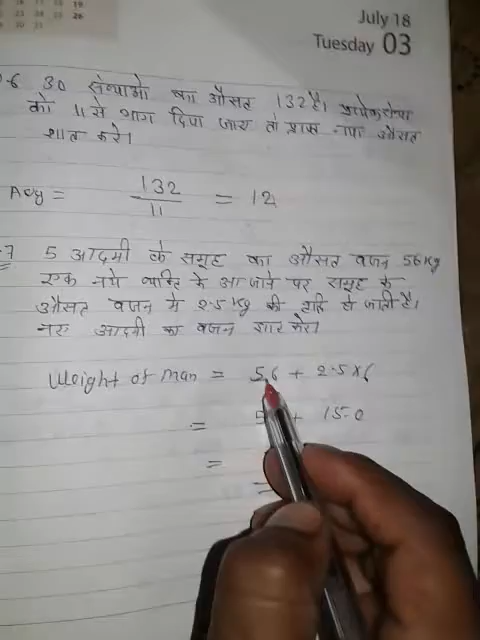 19
26
July 18
Tuesday 03
6 30 संख्याओ का औसत 132 है। प्रत्येक संख्या
को 11 से भाग दिया जाय तो प्राप्त नया औसत
ज्ञात करे।
Avg = 132 / 11 = 12
7 5 आदमी के समूह का औसत वजन 56 Kg
एक नये व्यक्ति के आ जाने पर समूह के
औसत वजन मे 2.5 Kg की वृद्धि हो जाती है।
नए आदमी का वजन ज्ञात करे।
Weight of man = 56 + 2.5 x 6
= + 15.0
=
=